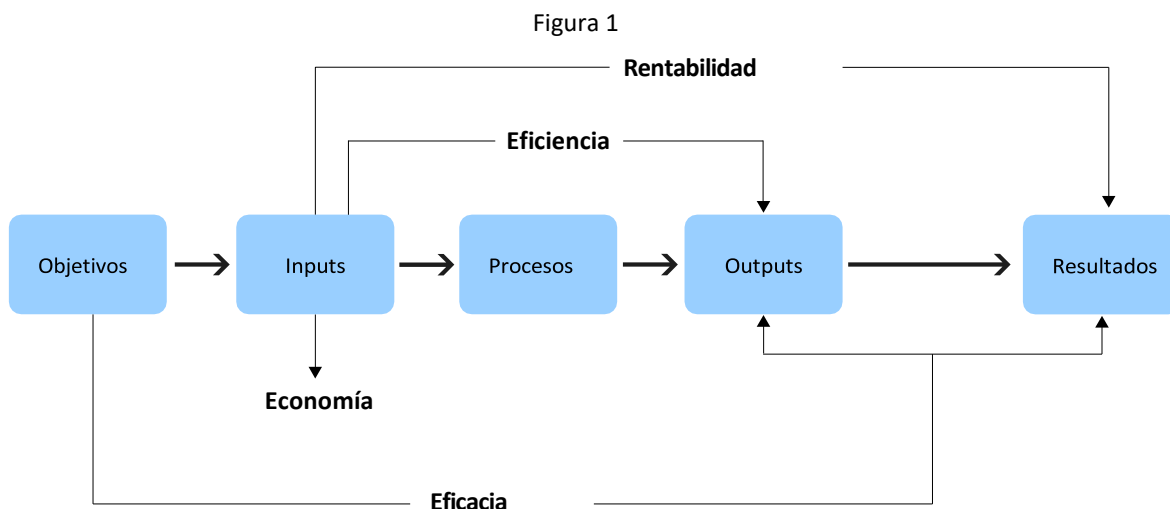 Figura 1
Rentabilidad
Eficiencia
Objetivos
Inputs
Procesos
Outputs
Resultados
Economía
Eficacia